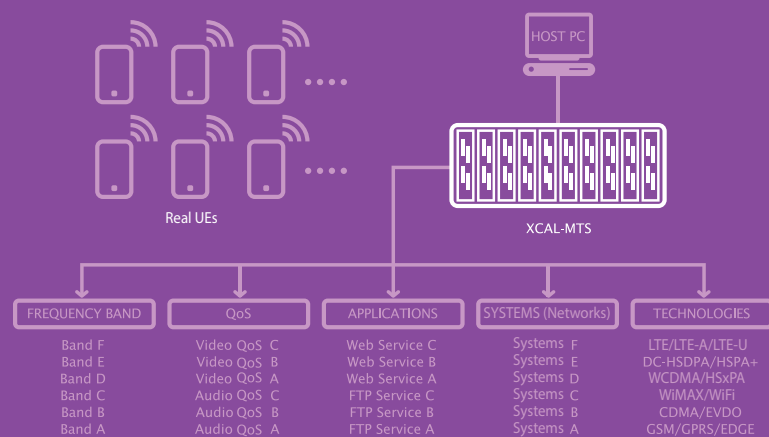 HOST PC
Real UEs
XCAL-MTS
FREQUENCY BAND
Band F
Band E
Band D
Band C
Band B
Band A
QoS
Video QoS C
Video QoS B
Video QoS A
Audio QoS C
Audio QoS B
Audio QoS A
APPLICATIONS
Web Service C
Web Service B
Web Service A
FTP Service C
FTP Service B
FTP Service A
SYSTEMS (Networks)
Systems F
Systems E
Systems D
Systems C
Systems B
Systems A
TECHNOLOGIES
LTE/LTE-A/LTE-U
DC-HSDPA/HSPA+
WCDMA/HSxPA
WiMAX/WiFi
CDMA/EVDO
GSM/GPRS/EDGE